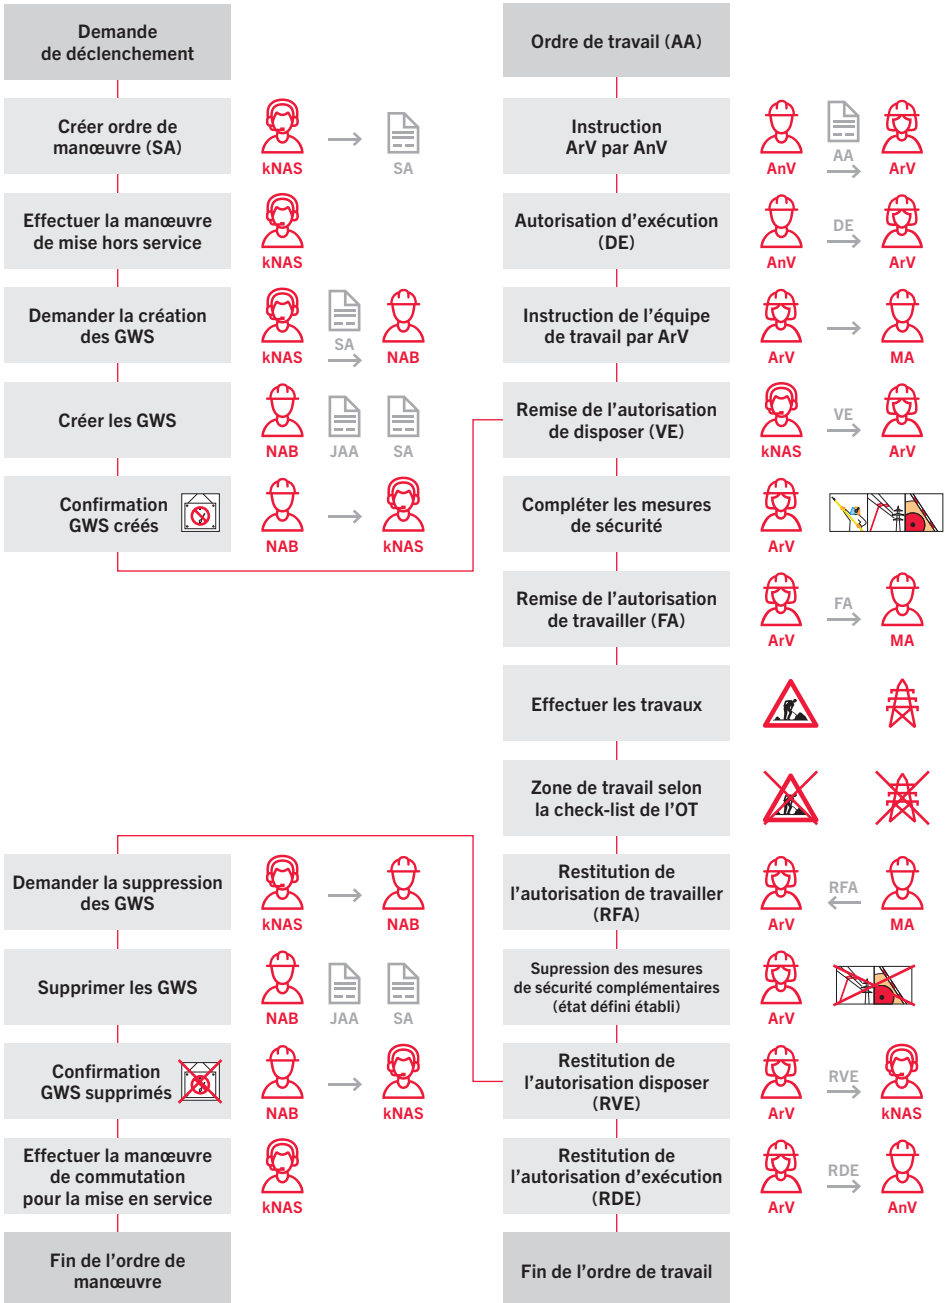 Demande
de déclenchement
Créer ordre de
manœuvre (SA)
kNAS
SA
Effectuer la manœuvre
de mise hors service
kNAS
Demander la création
des GWS
kNAS
SA
NAB
Créer les GWS
NAB
JAA
SA
Confirmation
GWS créés
NAB
kNAS
Ordre de travail (AA)
Instruction
ArV par AnV
AnV
AA
ArV
Autorisation d’exécution
(DE)
AnV
DE
ArV
Instruction de l’équipe
de travail par ArV
ArV
MA
Remise de l’autorisation
de disposer (VE)
kNAS
VE
ArV
Compléter les mesures
de sécurité
ArV
Remise de l’autorisation
de travailler (FA)
ArV
FA
MA
Effectuer les travaux
Zone de travail selon
la check-list de l’OT
Restitution de
l’autorisation de travailler
(RFA)
ArV
RFA
MA
Supression des mesures
de sécurité complémentaires
(état défini établi)
ArV
Restitution de
l’autorisation disposer
(RVE)
ArV
RVE
kNAS
Restitution de
l’autorisation d’exécution
(RDE)
ArV
RDE
AnV
Fin de l’ordre de travail
Demander la suppression
des GWS
kNAS
NAB
Supprimer les GWS
NAB
JAA
SA
Confirmation
GWS supprimés
NAB
kNAS
Effectuer la manœuvre
de commutation
pour la mise en service
kNAS
Fin de l’ordre de
manœuvre